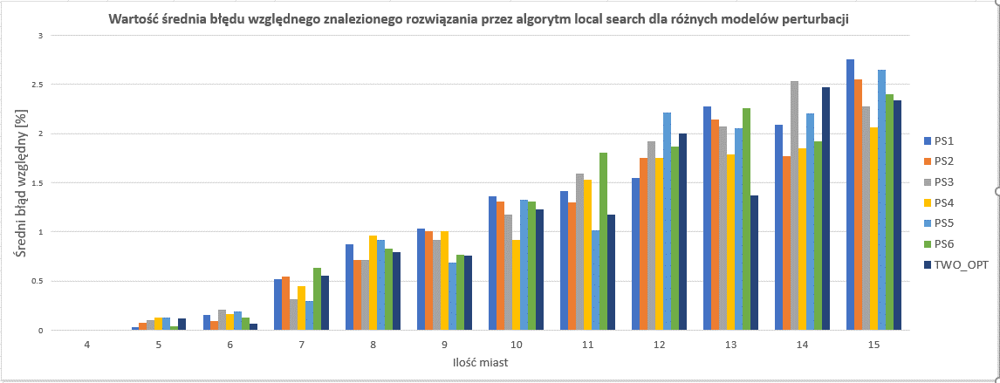 Wartość średnia błędu względnego znalezionego rozwiązania przez algorytm local search dla różnych modelów perturbacji
Średni błąd względny [%]
3
2.5
2
1.5
1
0.5
0
4 5 6 7 8 9 10 11 12 13 14 15
Ilość miast
PS1
PS2
PS3
PS4
PS5
PS6
TWO_OPT